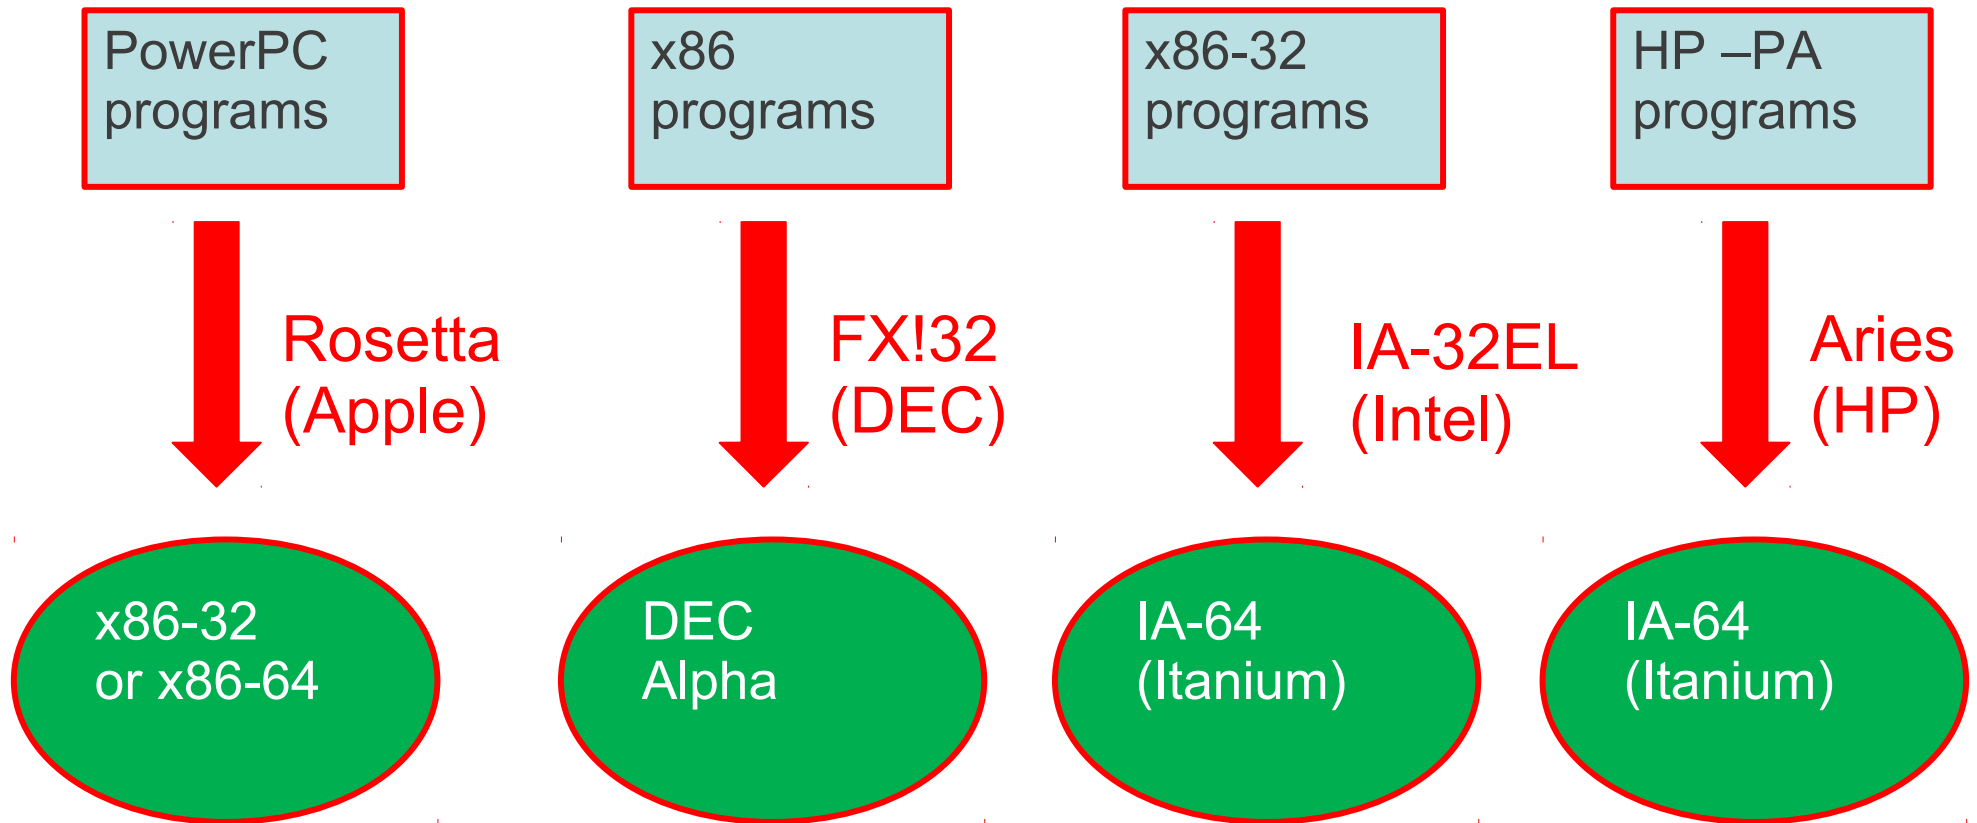 PowerPC
programs
x86
programs
x86-32
programs
HP –PA
programs
Rosetta
(Apple)
FX!32
(DEC)
IA-32EL
(Intel)
Aries
(HP)
x86-32
or x86-64
DEC
Alpha
IA-64
(Itanium)
IA-64
(Itanium)